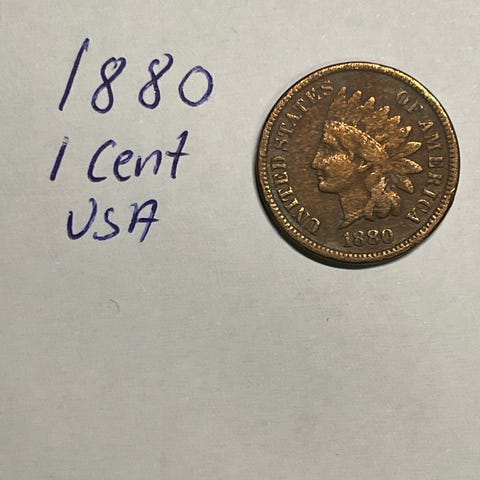 1880
1 Cent
USA
UNITED STATES OF AMERICA
1880